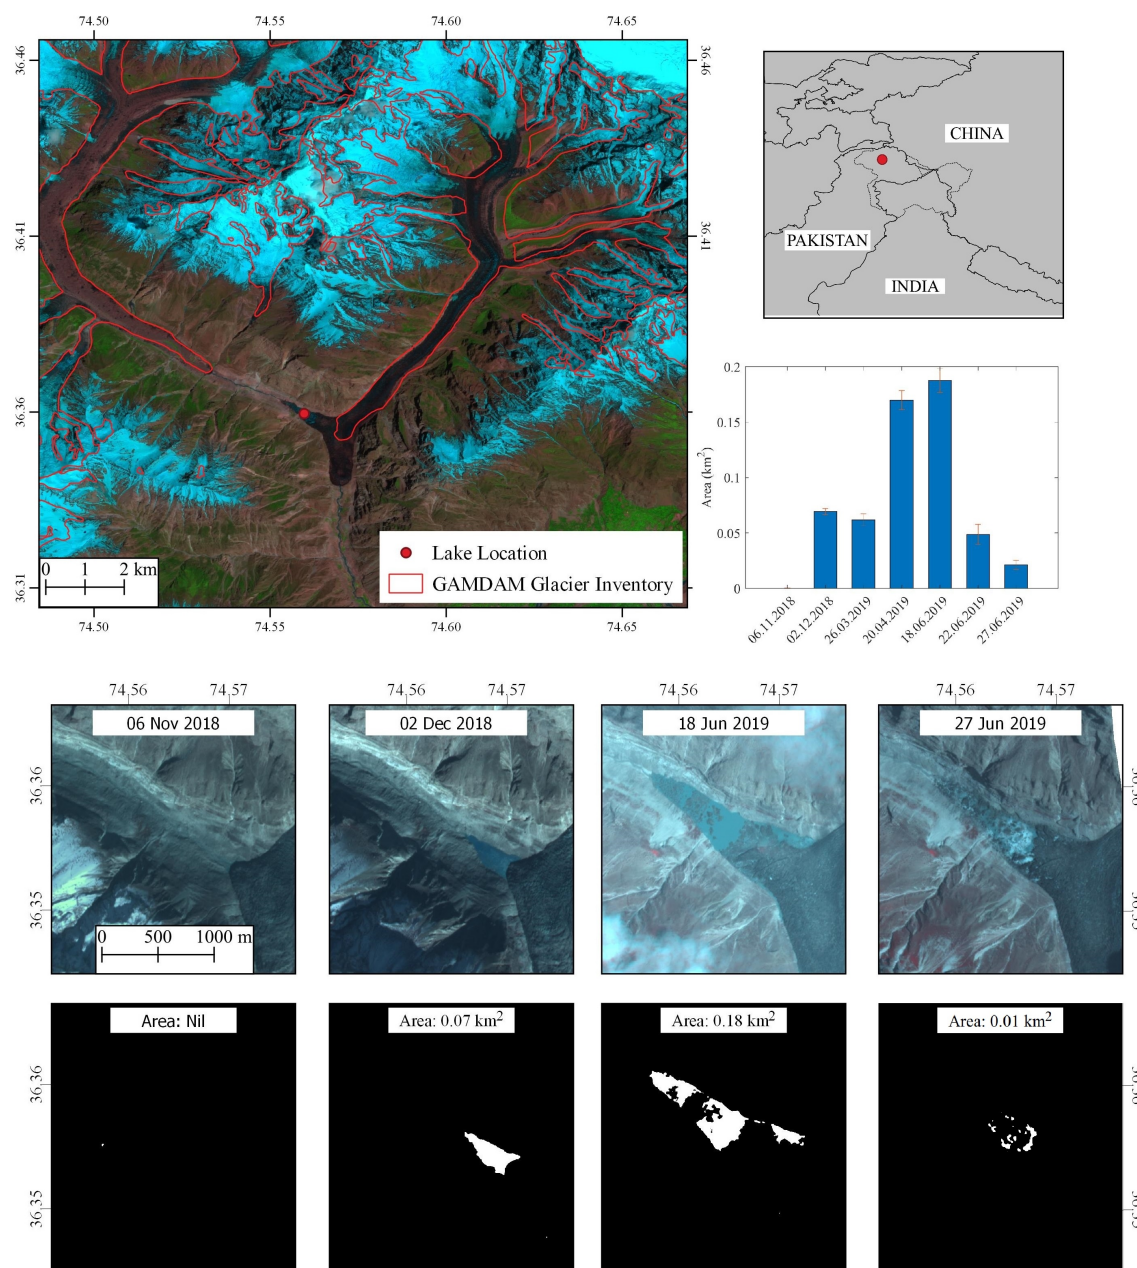 74.50 74.55 74.60 74.65
36.46
36.41
36.36
36.31
36.46
36.41
36.36
36.31
Lake Location
GAMDAM Glacier Inventory
0 1 2 km
74.50 74.55 74.60 74.65
CHINA
PAKISTAN
INDIA
Area (km2)
0.2
0.15
0.1
0.05
0
06.11.2018
02.12.2018
26.03.2019
20.04.2019
18.06.2019
22.06.2019
27.06.2019
74.56 74.57 74.56 74.57 74.56 74.57 74.56 74.57
06 Nov 2018
02 Dec 2018
18 Jun 2019
27 Jun 2019
36.36
36.35
0 500 1000 m
Area: Nil
Area: 0.07 km2
Area: 0.18 km2
Area: 0.01 km2
36.36
36.35